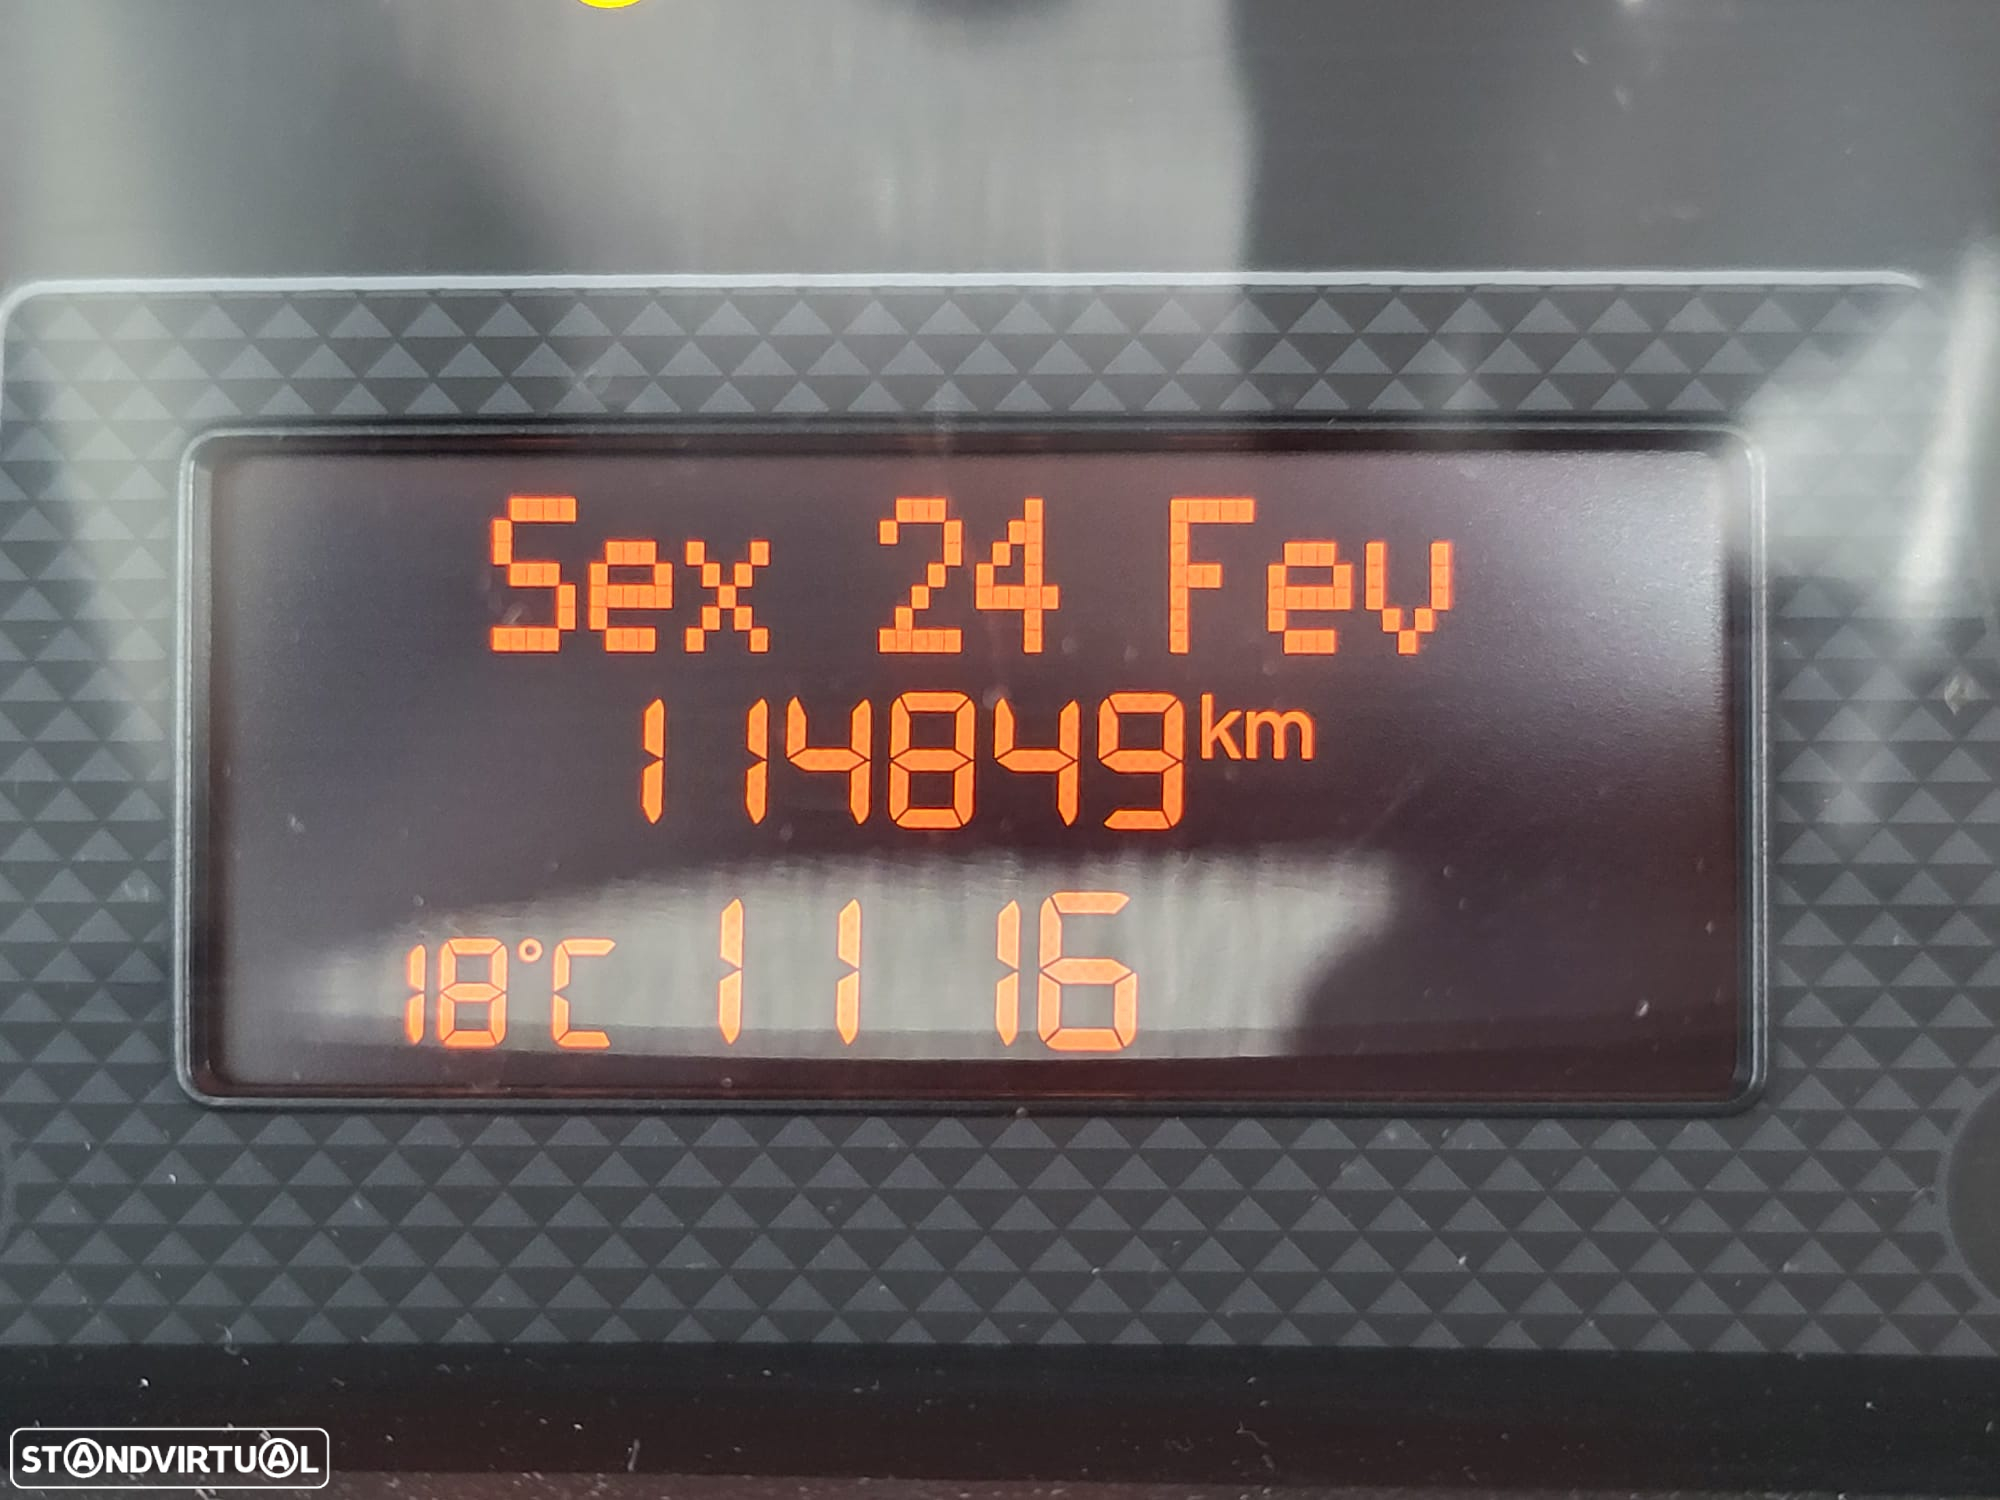 Sex 24 Fev
114849 km
18°C 11 16
STANDVIRTUAL